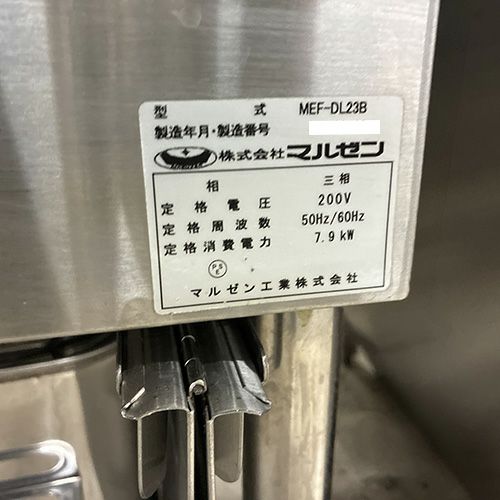 型式 MEF-DL23B
製造年月・製造番号
株式会社マルゼン
相 三相
定格電圧 200V
定格周波数 50Hz/60Hz
定格消費電力 7.9kW
PSE
マルゼン工業株式会社